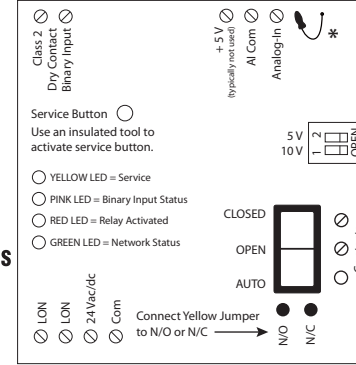 Class 2
Dry Contact
Binary Input
+ 5 V
(typically not used)
AI Com
Analog-In
*
Service Button
Use an insulated tool to
activate service button.
5 V
10 V
2
1
OPEN
YELLOW LED = Service
PINK LED = Binary Input Status
RED LED = Relay Activated
GREEN LED = Network Status
CLOSED
OPEN
AUTO
S
LON
LON
24 Vac/dc
Com
Connect Yellow Jumper
to N/O or N/C
N/O
N/C